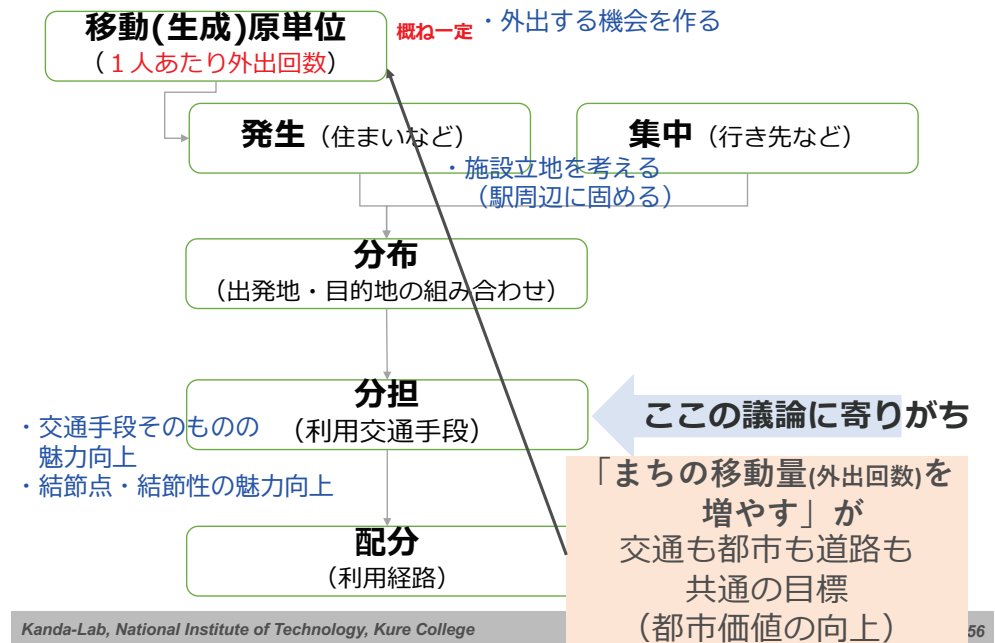 移動(生成)原単位
（１人あたり外出回数）
概ね一定
・外出する機会を作る
発生（住まいなど）
集中（行き先など）
・施設立地を考える
（駅周辺に固める）
分布
（出発地・目的地の組み合わせ）
分担
（利用交通手段）
ここの議論に寄りがち
・交通手段そのものの
魅力向上
・結節点・結節性の魅力向上
配分
（利用経路）
「まちの移動量(外出回数)を
増やす」が
交通も都市も道路も
共通の目標
（都市価値の向上）
Kanda-Lab, National Institute of Technology, Kure College
56